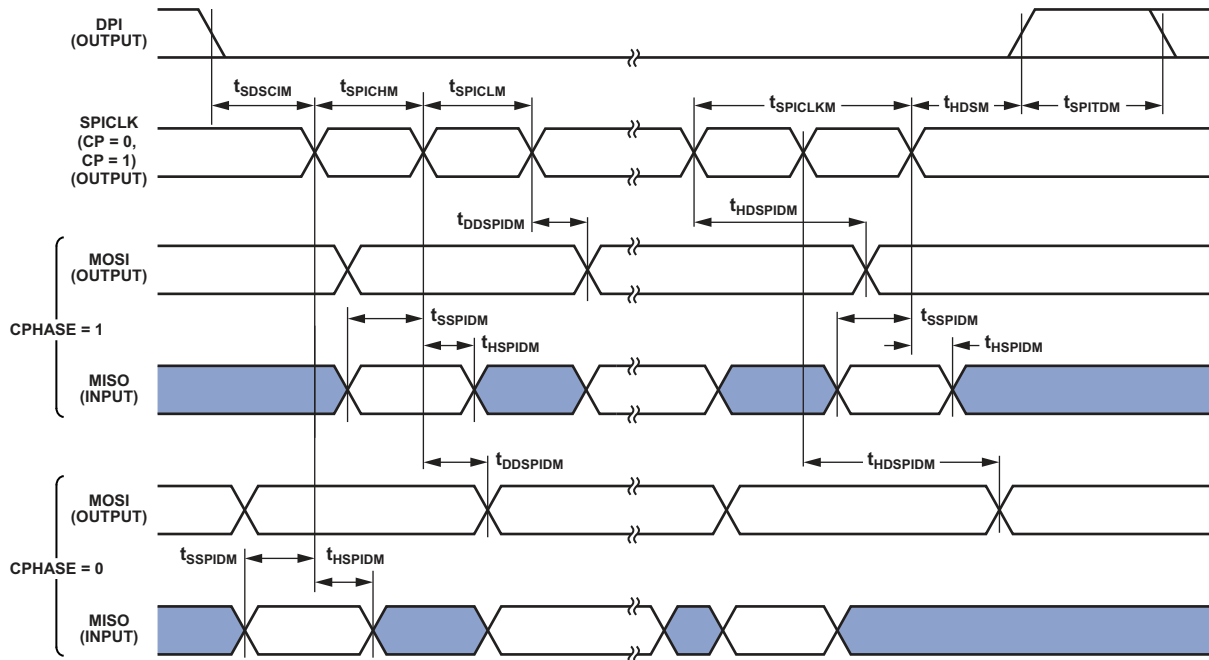 DPI
(OUTPUT)
tSDSCIM
tSPICHM
tSPICLM
tSPICLKM
tHDSM
tSPITDM
SPICLK
(CP = 0,
CP = 1)
(OUTPUT)
tDDSPIDM
tHDSPIDM
MOSI
(OUTPUT)
CPHASE = 1
tSSPIDM
tHSPIDM
tSSPIDM
tHSPIDM
MISO
(INPUT)
tDDSPIDM
tHDSPIDM
MOSI
(OUTPUT)
CPHASE = 0
tSSPIDM
tHSPIDM
MISO
(INPUT)